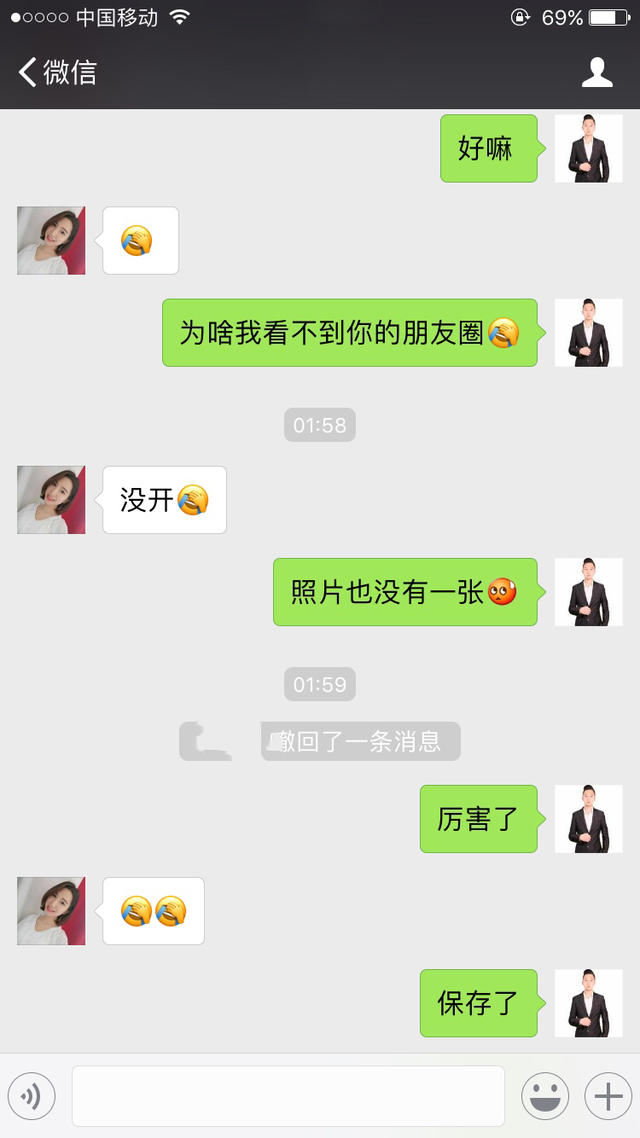 中国移动
69%
微信
好嘛
为啥我看不到你的朋友圈
01:58
没开
照片也没有一张
01:59
撤回了一条消息
厉害了
保存了